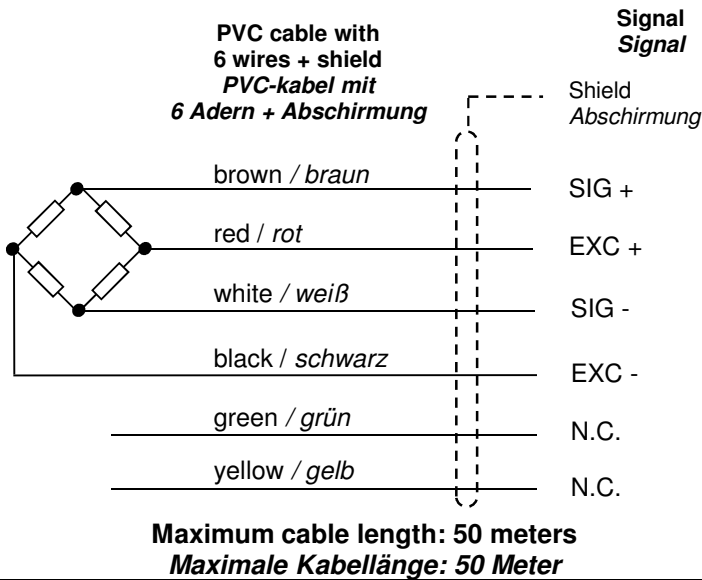 PVC cable with
6 wires + shield
PVC-kabel mit
6 Adern + Abschirmung
Signal
Signal
Shield
Abschirmung
brown / braun
SIG +
red / rot
EXC +
white / weiß
SIG -
black / schwarz
EXC -
green / grün
N.C.
yellow / gelb
N.C.
Maximum cable length: 50 meters
Maximale Kabellänge: 50 Meter